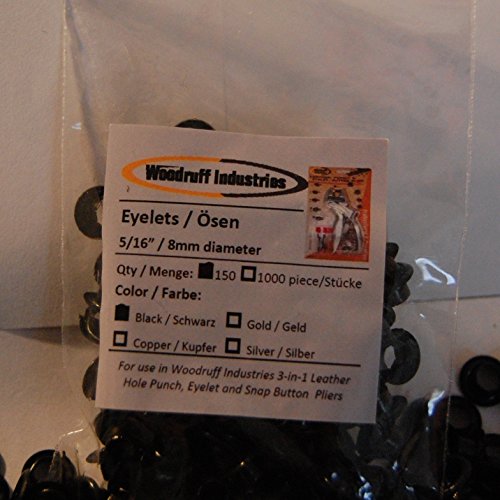 Woodruff Industries
Eyelets / Ösen
5/16” / 8mm diameter
Qty / Menge: 150 1000 piece/Stücke
Color / Farbe:
Black / Schwarz Gold / Geld
Copper / Kupfer Silver / Silber
For use in Woodruff Industries 3-in-1 Leather
Hole Punch, Eyelet and Snap Button Pliers